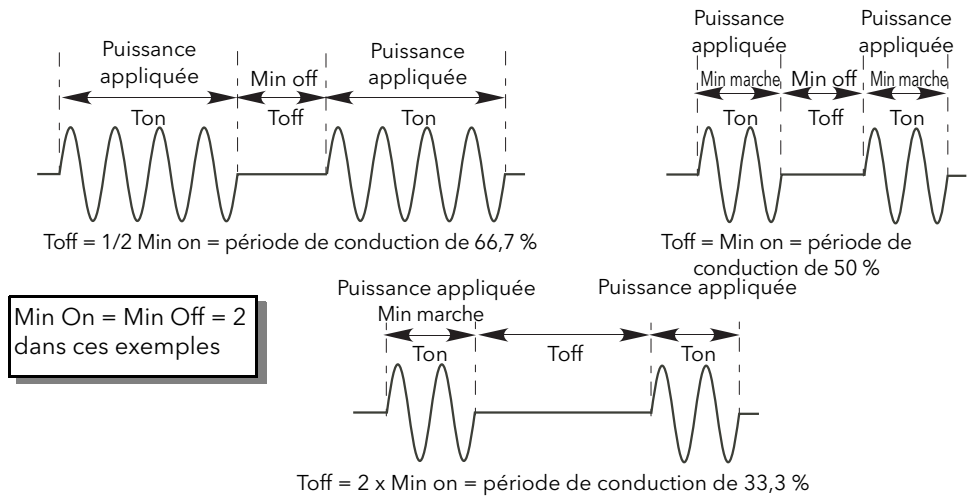 Puissance
appliquée
Min off
Puissance
appliquée
Ton
Toff
Ton
Toff = 1/2 Min on = période de conduction de 66,7 %
Puissance
appliquée
Puissance
appliquée
Min marche
Min off
Min marche
Ton
Toff
Ton
Toff = Min on = période de
conduction de 50 %
Min On = Min Off = 2
dans ces exemples
Puissance appliquée
Puissance appliquée
Min marche
Ton
Toff
Ton
Toff = 2 x Min on = période de conduction de 33,3 %